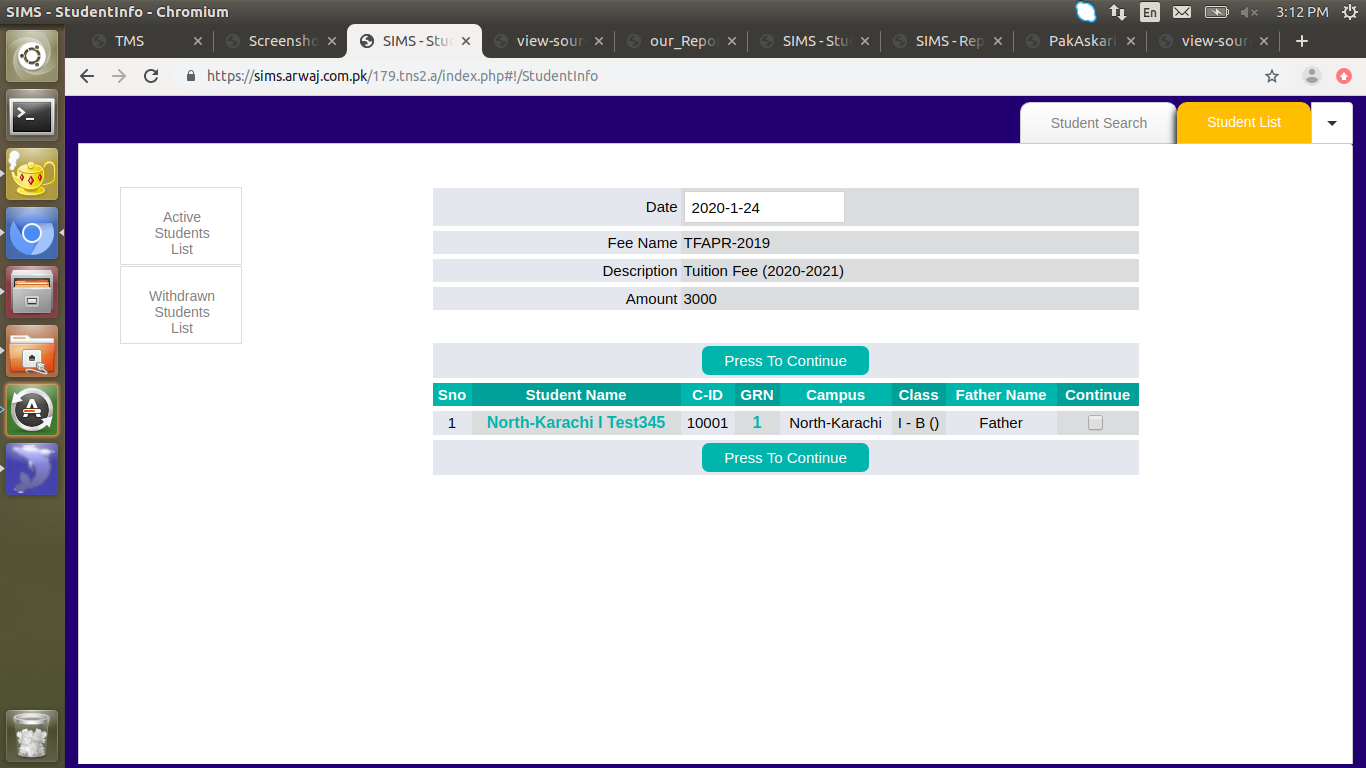 SIMS - StudentInfo - Chromium
En
3:12 PM
TMS
Screensho
SIMS - Stu
view-sour
our_Repo
SIMS - Stu
SIMS - Rep
PakAskari
view-sour
https://sims.arwaj.com.pk/179.tns2.a/index.php#!/StudentInfo
Student Search
Student List
Active
Students
List
Withdrawn
Students
List
Date 2020-1-24
Fee Name TFAPR-2019
Description Tuition Fee (2020-2021)
Amount 3000
Press To Continue
Sno Student Name C-ID GRN Campus Class Father Name Continue
1 North-Karachi I Test345 10001 1 North-Karachi I - B () Father
Press To Continue